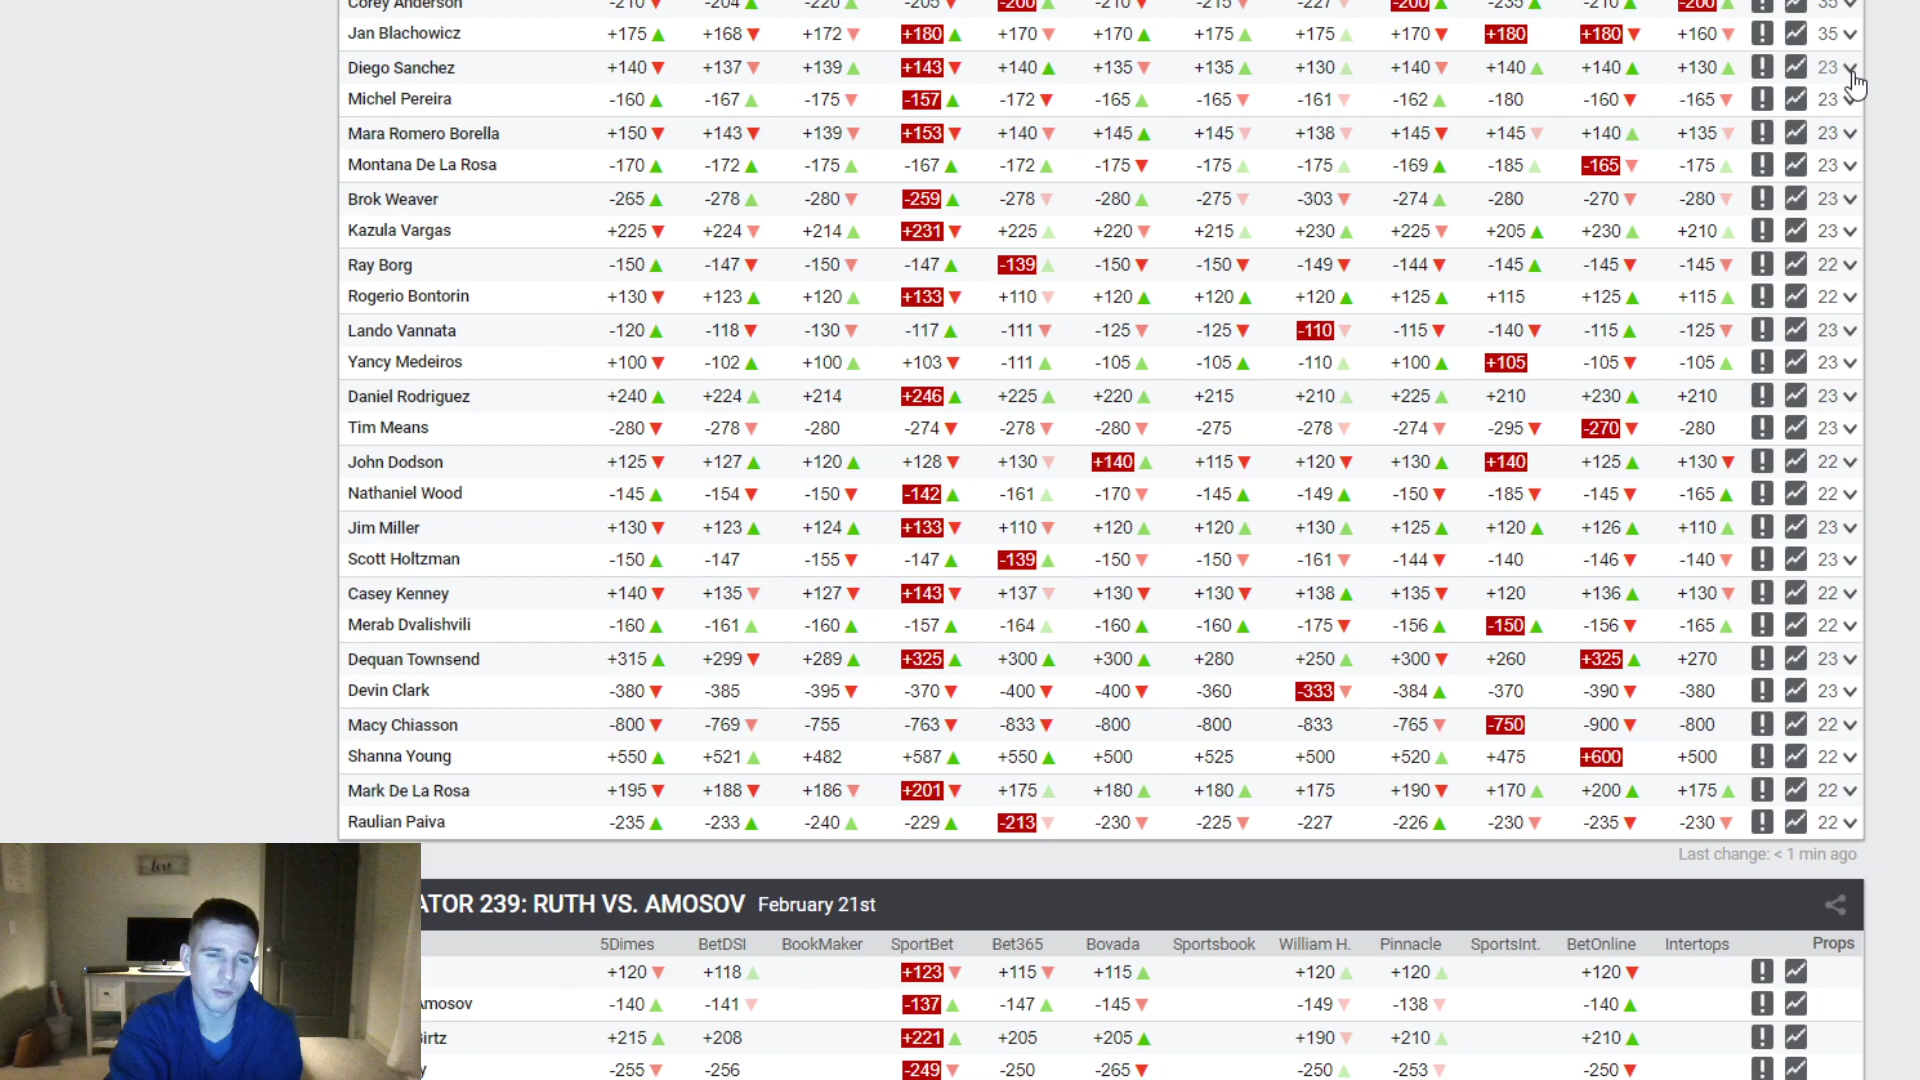 Corey Anderson -210 -204 -220 -205 -200 -210 -215 -227 -200 -235 -210 -200 35
Jan Blachowicz +175 +168 +172 +180 +170 +170 +175 +175 +170 +180 +180 +160 35
Diego Sanchez +140 +137 +139 +143 +140 +135 +135 +130 +140 +140 +140 +130 23
Michel Pereira -160 -167 -175 -157 -172 -165 -165 -161 -162 -180 -160 -165 23
Mara Romero Borella +150 +143 +139 +153 +140 +145 +145 +138 +145 +145 +140 +135 23
Montana De La Rosa -170 -172 -175 -167 -172 -175 -175 -175 -169 -185 -165 -175 23
Brok Weaver -265 -278 -280 -259 -278 -280 -275 -303 -274 -280 -270 -280 23
Kazula Vargas +225 +224 +214 +231 +225 +220 +215 +230 +225 +205 +230 +210 23
Ray Borg -150 -147 -150 -147 -139 -150 -150 -149 -144 -145 -145 -145 22
Rogerio Bontorin +130 +123 +120 +133 +110 +120 +120 +120 +125 +115 +125 +115 22
Lando Vannata -120 -118 -130 -117 -111 -125 -125 -110 -115 -140 -115 -125 23
Yancy Medeiros +100 -102 +100 +103 -111 -105 -105 -110 +100 +105 -105 -105 23
Daniel Rodriguez +240 +224 +214 +246 +225 +220 +215 +210 +225 +210 +230 +210 23
Tim Means -280 -278 -280 -274 -278 -280 -275 -278 -274 -295 -270 -280 23
John Dodson +125 +127 +120 +128 +130 +140 +115 +120 +130 +140 +125 +130 22
Nathaniel Wood -145 -154 -150 -142 -161 -170 -145 -149 -150 -185 -145 -165 22
Jim Miller +130 +123 +124 +133 +110 +120 +120 +130 +125 +120 +126 +110 23
Scott Holtzman -150 -147 -155 -147 -139 -150 -150 -161 -144 -140 -146 -140 23
Casey Kenney +140 +135 +127 +143 +137 +130 +130 +138 +135 +120 +136 +130 22
Merab Dvalishvili -160 -161 -160 -157 -164 -160 -160 -175 -156 -150 -156 -165 22
Dequan Townsend +315 +299 +289 +325 +300 +300 +280 +250 +300 +260 +325 +270 23
Devin Clark -380 -385 -395 -370 -400 -400 -360 -333 -384 -370 -390 -380 23
Macy Chiasson -800 -769 -755 -763 -833 -800 -800 -833 -765 -750 -900 -800 22
Shanna Young +550 +521 +482 +587 +550 +500 +525 +500 +520 +475 +600 +500 22
Mark De La Rosa +195 +188 +186 +201 +175 +180 +180 +175 +190 +170 +200 +175 22
Raulian Paiva -235 -233 -240 -229 -213 -230 -225 -227 -226 -230 -235 -230 22
Last change: < 1 min ago
love
ATOR 239: RUTH VS. AMOSOV February 21st
5Dimes BetDSI BookMaker SportBet Bet365 Bovada Sportsbook William H. Pinnacle SportsInt. BetOnline Intertops Props
+120 +118 +123 +115 +115 +120 +120 +120
Amosov -140 -141 -137 -147 -145 -149 -138 -140
irtz +215 +208 +221 +205 +205 +190 +210 +210
y -255 -256 -249 -250 -265 -250 -253 -250